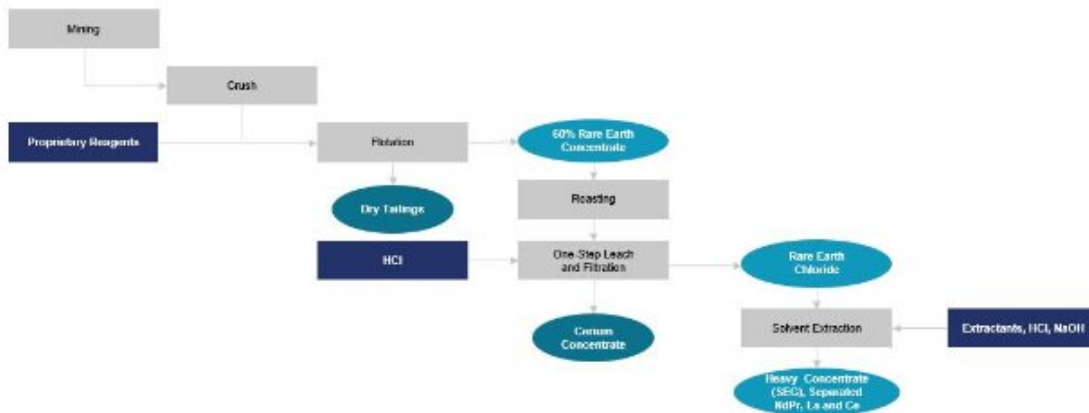 Mining
Crush
Proprietary Reagents
Flotation
60% Rare Earth
Concentrate
Dry Tailings
Roasting
HCl
One-Step Leach
and Filtration
Rare Earth
Chloride
Cerium
Concentrate
Solvent Extraction
Extractants, HCl, NaOH
Heavy Concentrate
(SEG), Separated
NdPr, La and Ce